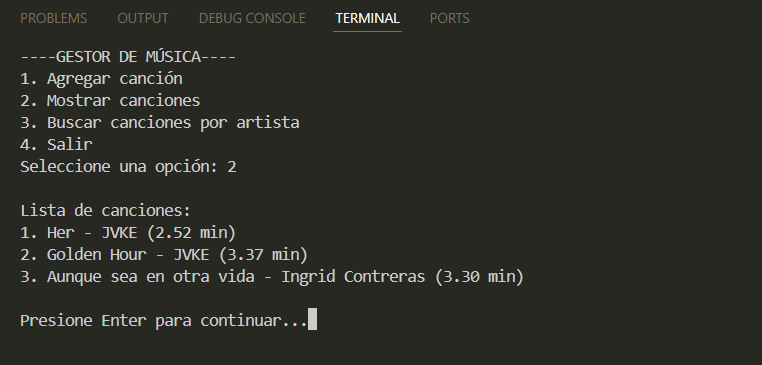 PROBLEMS OUTPUT DEBUG CONSOLE TERMINAL PORTS
----GESTOR DE MÚSICA----
1. Agregar canción
2. Mostrar canciones
3. Buscar canciones por artista
4. Salir
Seleccione una opción: 2
Lista de canciones:
1. Her - JVKE (2.52 min)
2. Golden Hour - JVKE (3.37 min)
3. Aunque sea en otra vida - Ingrid Contreras (3.30 min)
Presione Enter para continuar...